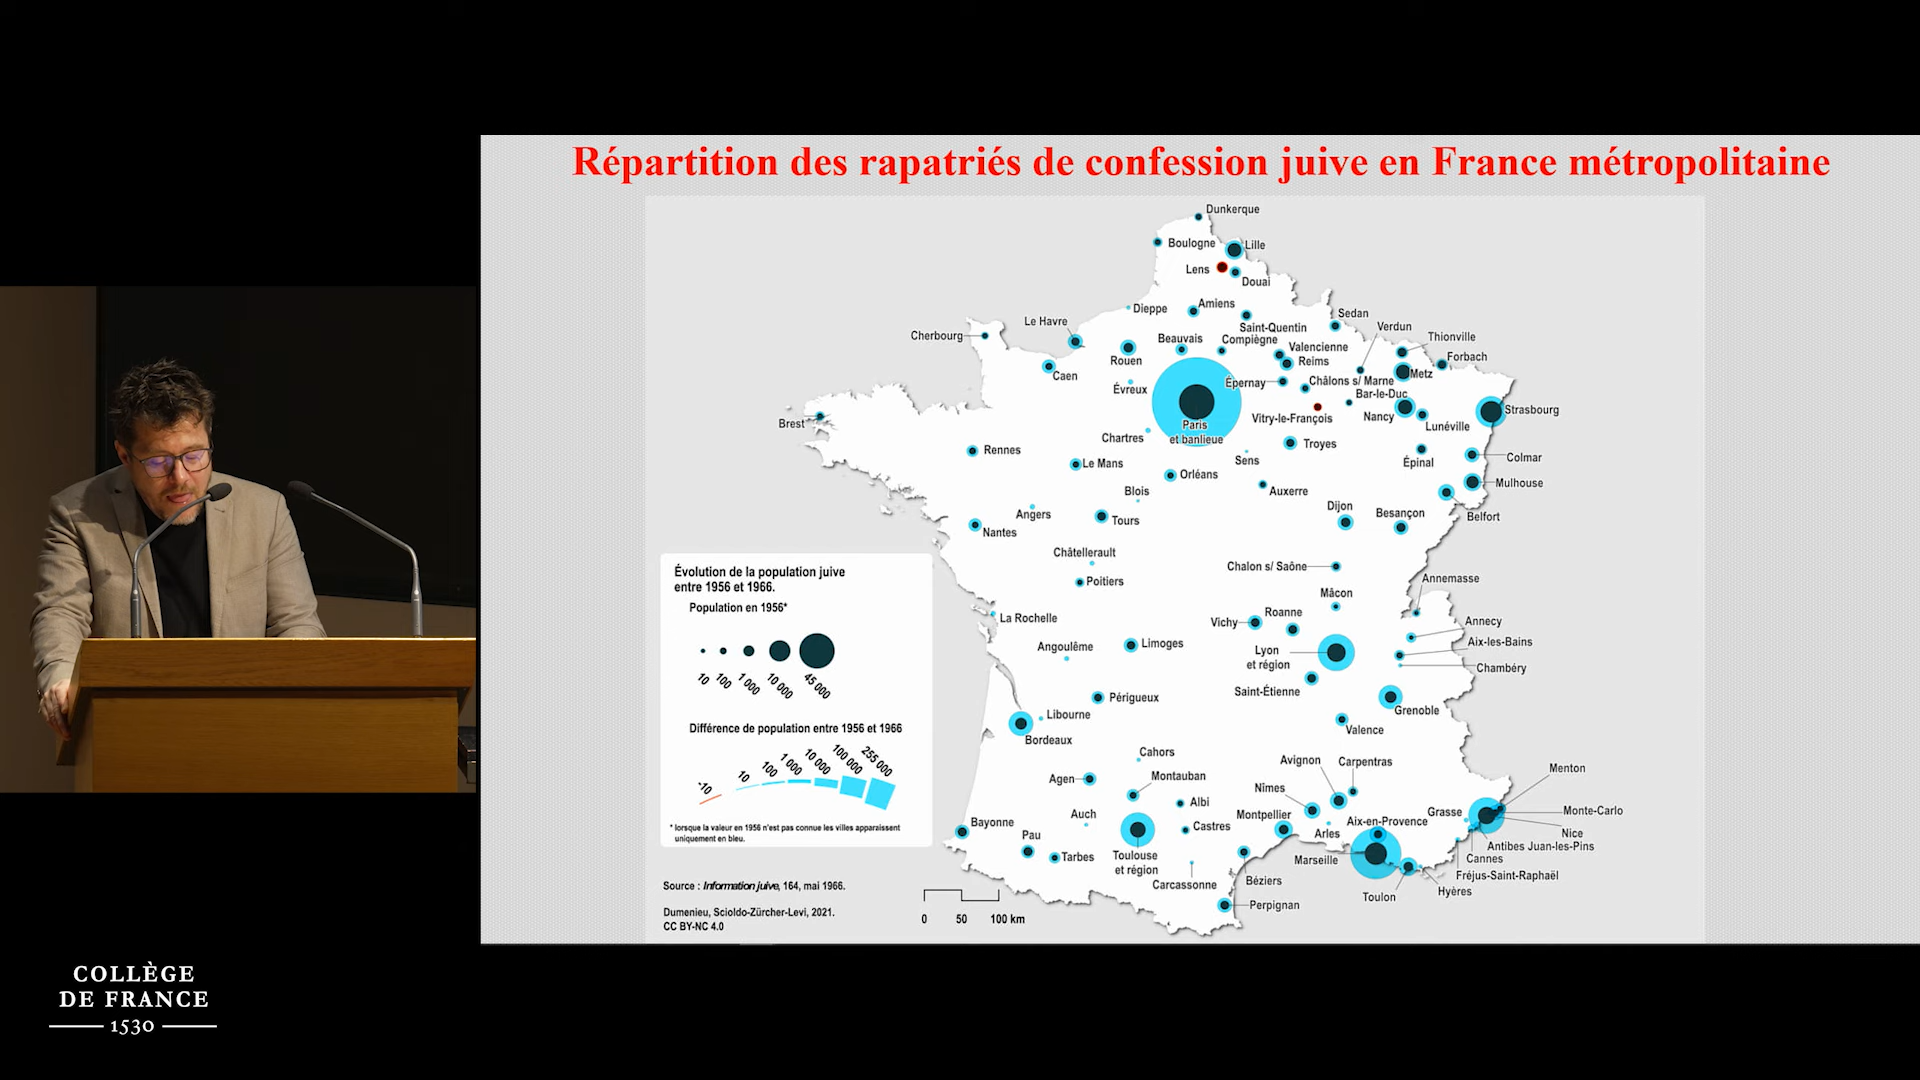 Répartition des rapatriés de confession juive en France métropolitaine
Dunkerque
Boulogne
Lille
Lens
Douai
Dieppe
Amiens
Saint-Quentin
Sedan
Verdun
Thionville
Forbach
Cherbourg
Le Havre
Rouen
Beauvais
Compiègne
Valencienne
Reims
Metz
Caen
Évreux
Épernay
Châlons s/ Marne
Bar-le-Duc
Brest
Paris
et banlieue
Vitry-le-François
Nancy
Lunéville
Strasbourg
Chartres
Rennes
Le Mans
Orléans
Sens
Troyes
Épinal
Colmar
Blois
Auxerre
Mulhouse
Angers
Nantes
Tours
Dijon
Besançon
Belfort
Châtellerault
Poitiers
Chalon s/ Saône
Mâcon
Annemasse
La Rochelle
Vichy
Roanne
Annecy
Angoulême
Limoges
Lyon
et région
Aix-les-Bains
Chambéry
Saint-Étienne
Périgueux
Grenoble
Libourne
Bordeaux
Valence
Cahors
Avignon
Carpentras
Agen
Montauban
Nîmes
Menton
Albi
Auch
Castres
Montpellier
Arles
Aix-en-Provence
Grasse
Monte-Carlo
Nice
Antibes Juan-les-Pins
Cannes
Fréjus-Saint-Raphaël
Hyères
Bayonne
Pau
Tarbes
Toulouse
et région
Carcassonne
Béziers
Marseille
Toulon
Perpignan
Évolution de la population juive
entre 1956 et 1966.
Population en 1956*
10 100 1 000 10 000 45 000
Différence de population entre 1956 et 1966
-10 10 100 1 000 10 000 100 000 255 000
* lorsque la valeur en 1956 n'est pas connue les villes apparaissent
uniquement en bleu.
Source : Information juive, 164, mai 1966.
Dumenieu, Scioldo-Zürcher-Levi, 2021.
CC BY-NC 4.0
0 50 100 km
COLLÈGE
DE FRANCE
1530